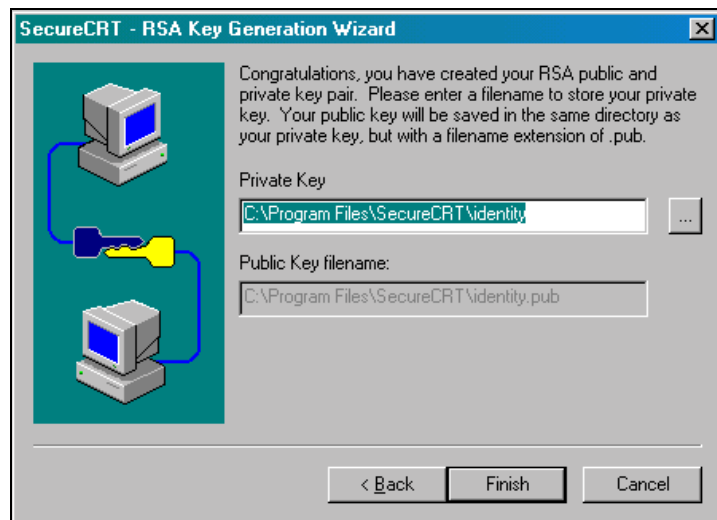 SecureCRT - RSA Key Generation Wizard
Congratulations, you have created your RSA public and
private key pair. Please enter a filename to store your private
key. Your public key will be saved in the same directory as
your private key, but with a filename extension of .pub.
Private Key
C:\Program Files\SecureCRT\identity
...
Public Key filename:
C:\Program Files\SecureCRT\identity.pub
< Back
Finish
Cancel